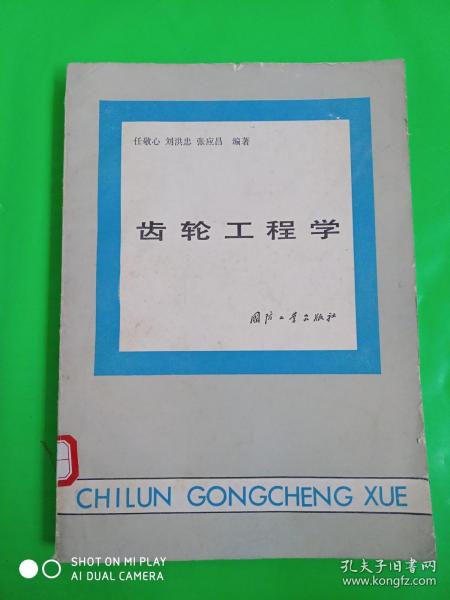 任敬心 刘洪忠 张应昌 编著
齿轮工程学
国防工业出版社
CHILUN GONGCHENG XUE
SHOT ON MI PLAY
AI DUAL CAMERA
孔夫子旧书网
www.kongfz.com